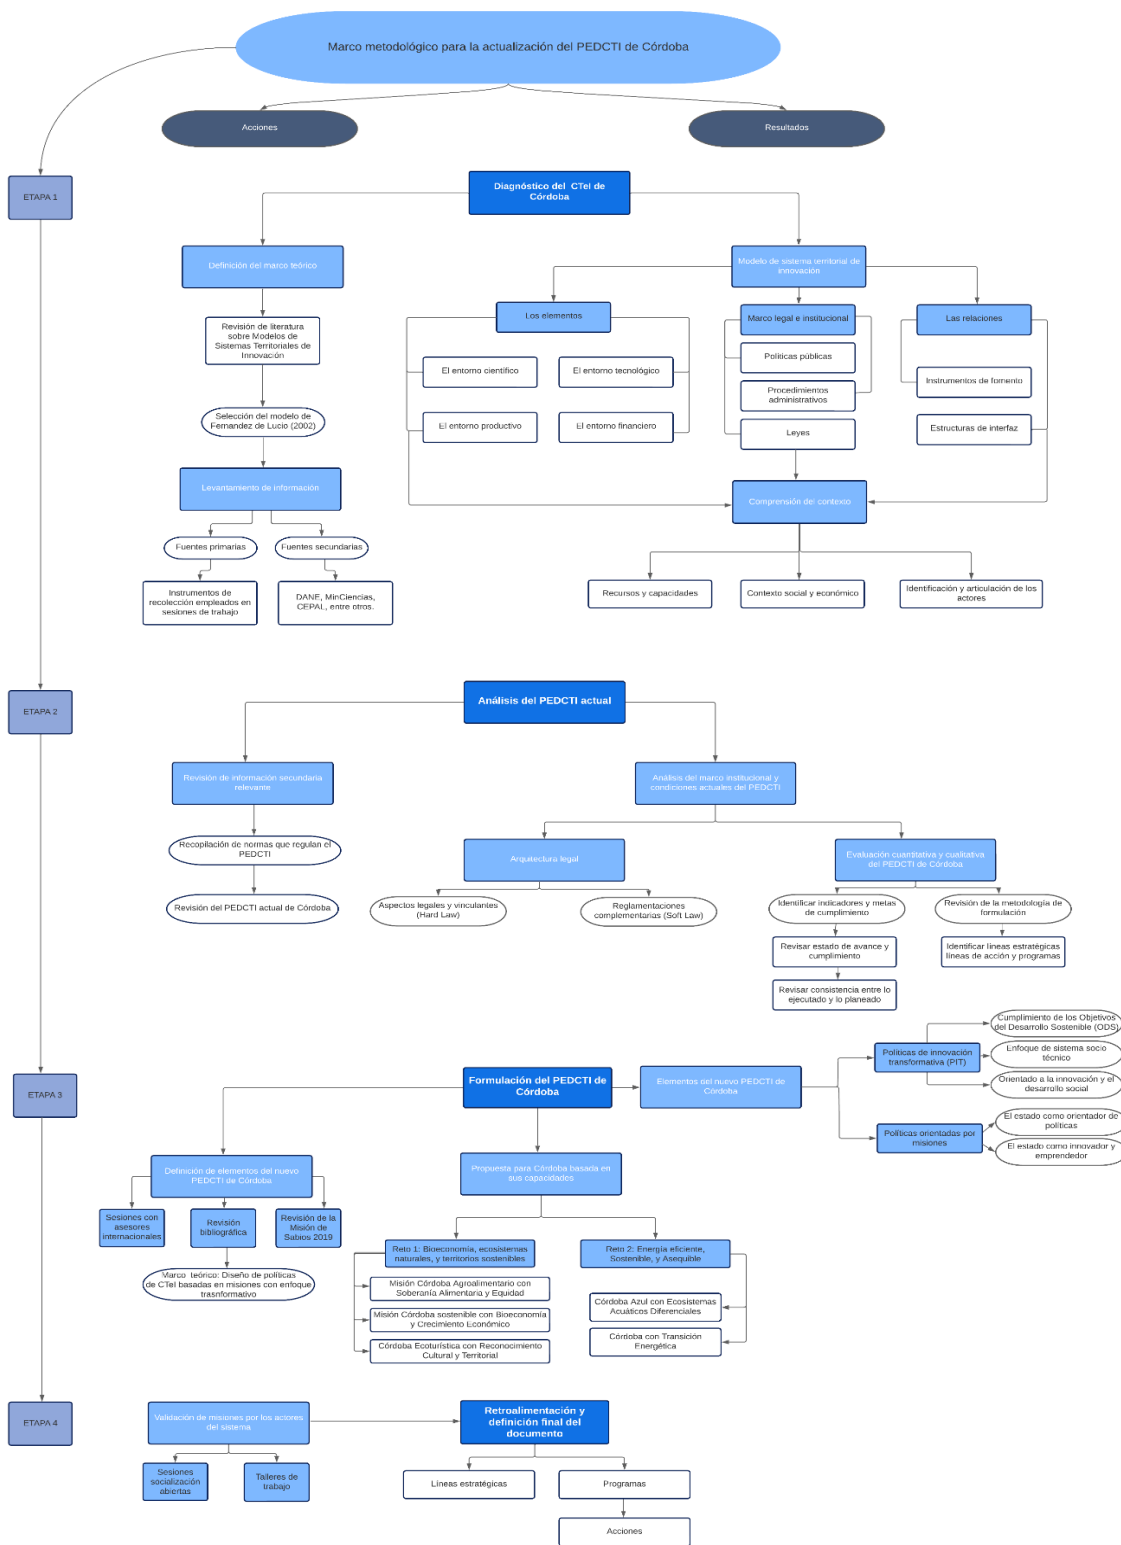 Marco metodológico para la actualización del PEDCTI de Córdoba
Acciones
Resultados
ETAPA 1
Diagnóstico del CTeI de
Córdoba
Definición del marco teórico
Modelo de sistema territorial de
innovación
Revisión de literatura
sobre Modelos de
Sistemas Territoriales de
Innovación
Los elementos
Marco legal e institucional
Las relaciones
El entorno científico
El entorno tecnológico
Políticas públicas
Instrumentos de fomento
Procedimientos
administrativos
Selección del modelo de
Fernandez de Lucio (2002)
El entorno productivo
El entorno financiero
Leyes
Estructuras de interfaz
Levantamiento de información
Comprensión del contexto
Fuentes primarias
Fuentes secundarias
Instrumentos de
recolección empleados en
sesiones de trabajo
DANE, MinCiencias,
CEPAL, entre otros.
Recursos y capacidades
Contexto social y económico
Identificación y articulación de los
actores
ETAPA 2
Análisis del PEDCTI actual
Revisión de información secundaria
relevante
Análisis del marco institucional y
condiciones actuales del PEDCTI
Recopilación de normas que regulan el
PEDCTI
Arquitectura legal
Evaluación cuantitativa y cualitativa
del PEDCTI de Córdoba
Revisión del PEDCTI actual de Córdoba
Aspectos legales y vinculantes
(Hard Law)
Reglamentaciones
complementarias (Soft Law)
Identificar indicadores y metas
de cumplimiento
Revisión de la metodología de
formulación
Revisar estado de avance y
cumplimiento
Identificar líneas estratégicas
líneas de acción y programas
Revisar consistencia entre lo
ejecutado y lo planeado
ETAPA 3
Formulación del PEDCTI de
Córdoba
Elementos del nuevo PEDCTI de
Córdoba
Políticas de innovación
transformativa (PIT)
Cumplimiento de los Objetivos
del Desarrollo Sostenible (ODS)
Enfoque de sistema socio
técnico
Orientado a la innovación y el
desarrollo social
Políticas orientadas por
misiones
El estado como orientador de
políticas
El estado como innovador y
emprendedor
Definición de elementos del nuevo
PEDCTI de Córdoba
Propuesta para Córdoba basada en
sus capacidades
Sesiones con
asesores
internacionales
Revisión
bibliográfica
Revisión de la
Misión de
Sabios 2019
Marco teórico: Diseño de políticas
de CTeI basadas en misiones con enfoque
trasnformativo
Reto 1: Bioeconomía, ecosistemas
naturales, y territorios sostenibles
Reto 2: Energía eficiente,
Sostenible, y Asequible
Misión Córdoba Agroalimentario con
Soberanía Alimentaria y Equidad
Misión Córdoba sostenible con Bioeconomía
y Crecimiento Económico
Córdoba Ecoturística con Reconocimiento
Cultural y Territorial
Córdoba Azul con Ecosistemas
Acuáticos Diferenciales
Córdoba con Transición
Energética
ETAPA 4
Validación de misiones por los actores
del sistema
Retroalimentación y
definición final del
documento
Sesiones
socialización
abiertas
Talleres de
trabajo
Líneas estratégicas
Programas
Acciones